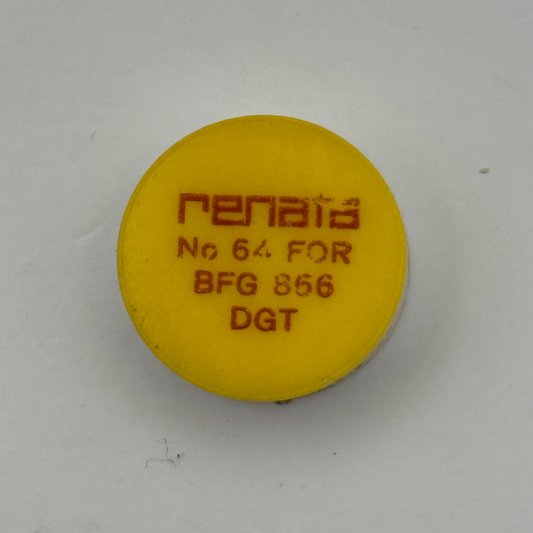 renata
No 64 FOR
BFG 866
DGT